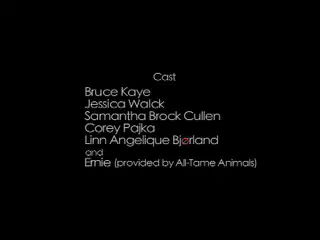 Cast
Bruce Kaye
Jessica Walck
Samantha Brock Cullen
Corey Pajka
Linn Angelique Bjørland
and
Ernie (provided by All-Tame Animals)